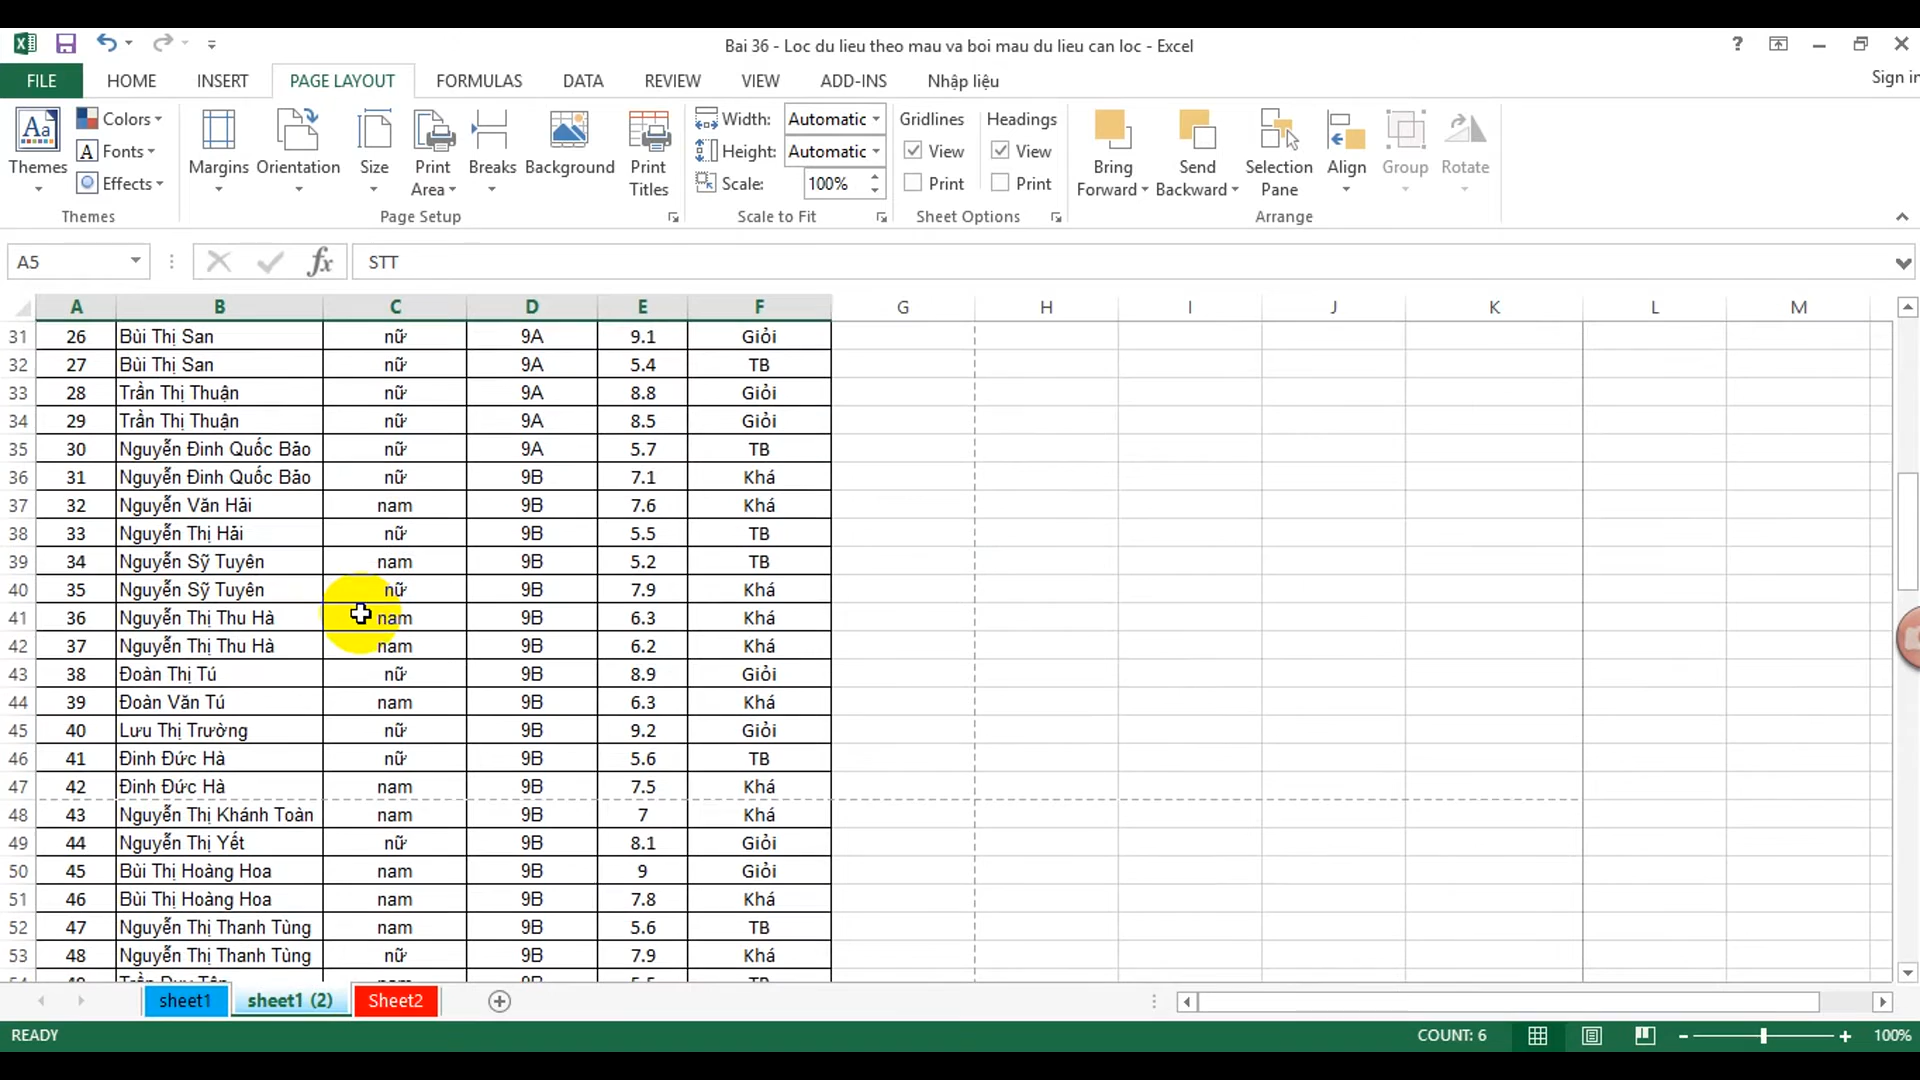 Bai 36 - Loc du lieu theo mau va boi mau du lieu can loc - Excel
FILE HOME INSERT PAGE LAYOUT FORMULAS DATA REVIEW VIEW ADD-INS Nhập liệu Sign in
Themes Colors Fonts Effects
Margins Orientation Size Print Area Breaks Background Print Titles
Width: Automatic
Height: Automatic
Scale: 100%
Gridlines Headings
View View
Print Print
Bring Forward Send Backward Selection Pane Align Group Rotate
Themes Page Setup Scale to Fit Sheet Options Arrange
A5 fx STT
A B C D E F G H I J K L M
31 26 Bùi Thị San nữ 9A 9.1 Giỏi
32 27 Bùi Thị San nữ 9A 5.4 TB
33 28 Trần Thị Thuận nữ 9A 8.8 Giỏi
34 29 Trần Thị Thuận nữ 9A 8.5 Giỏi
35 30 Nguyễn Đinh Quốc Bảo nữ 9A 5.7 TB
36 31 Nguyễn Đinh Quốc Bảo nữ 9B 7.1 Khá
37 32 Nguyễn Văn Hải nam 9B 7.6 Khá
38 33 Nguyễn Thị Hải nữ 9B 5.5 TB
39 34 Nguyễn Sỹ Tuyên nam 9B 5.2 TB
40 35 Nguyễn Sỹ Tuyên nữ 9B 7.9 Khá
41 36 Nguyễn Thị Thu Hà nam 9B 6.3 Khá
42 37 Nguyễn Thị Thu Hà nam 9B 6.2 Khá
43 38 Đoàn Thị Tú nữ 9B 8.9 Giỏi
44 39 Đoàn Văn Tú nam 9B 6.3 Khá
45 40 Lưu Thị Trường nữ 9B 9.2 Giỏi
46 41 Đinh Đức Hà nữ 9B 5.6 TB
47 42 Đinh Đức Hà nam 9B 7.5 Khá
48 43 Nguyễn Thị Khánh Toàn nam 9B 7 Khá
49 44 Nguyễn Thị Yết nữ 9B 8.1 Giỏi
50 45 Bùi Thị Hoàng Hoa nam 9B 9 Giỏi
51 46 Bùi Thị Hoàng Hoa nam 9B 7.8 Khá
52 47 Nguyễn Thị Thanh Tùng nam 9B 5.6 TB
53 48 Nguyễn Thị Thanh Tùng nữ 9B 7.9 Khá
sheet1 sheet1 (2) Sheet2
READY COUNT: 6 100%